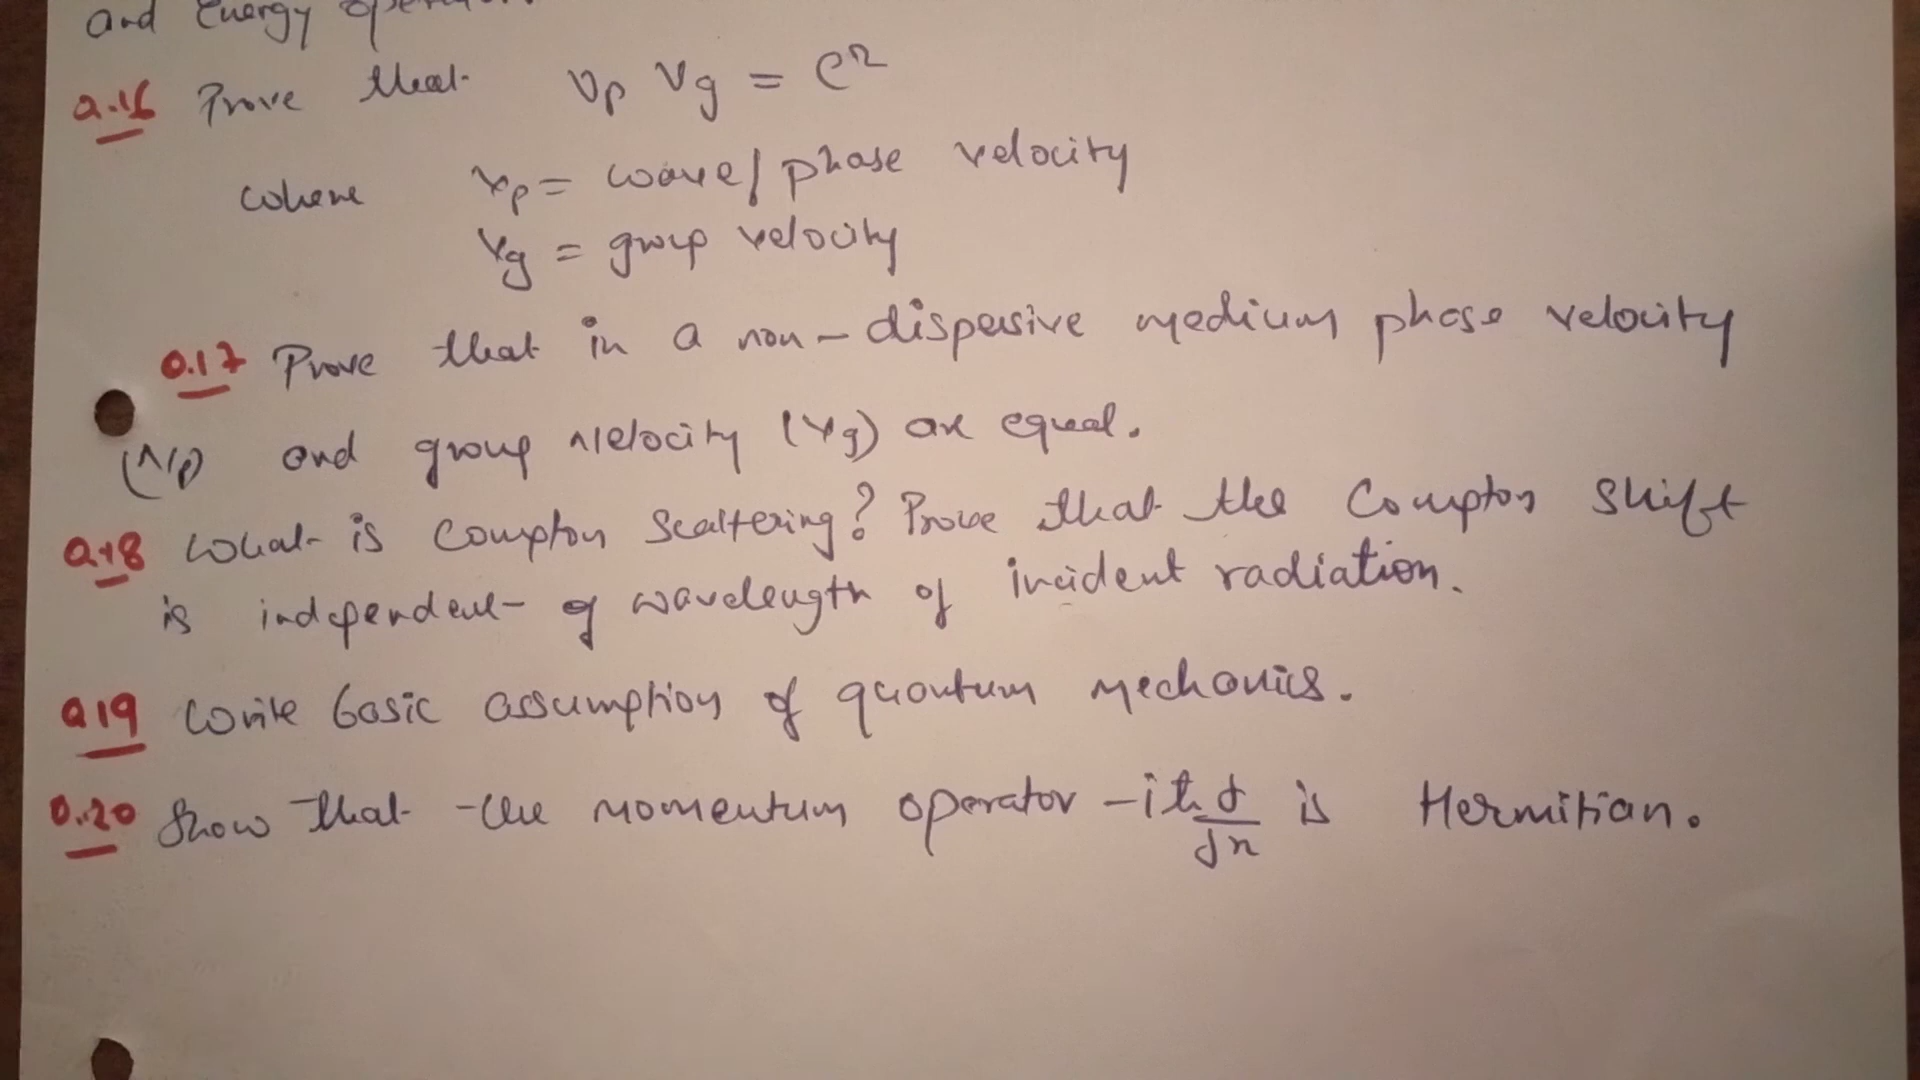 and Energy
Q.16 Prove that Vp Vg = C²
where Vp = wave/phase velocity
Vg = group velocity
Q.17 Prove that in a non-dispersive medium phase velocity
(Vp) and group velocity (Vg) are equal.
Q.18 What is Compton Scattering? Prove that the Compton shift
is independent of wavelength of incident radiation.
Q19 Write basic assumption of quantum mechanics.
Q.20 Show that the momentum operator -iħ d/dx is Hermitian.